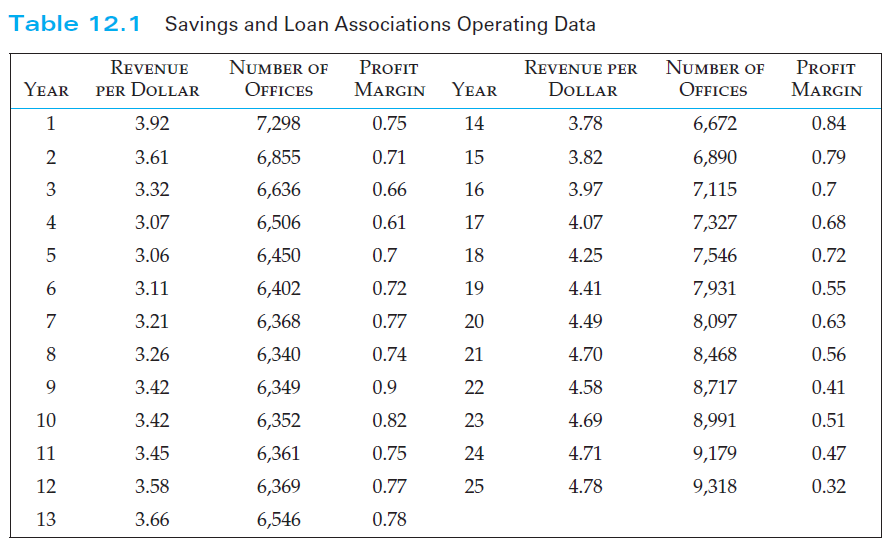 Table 12.1 Savings and Loan Associations Operating Data
REVENUE NUMBER OF PROFIT REVENUE PER NUMBER OF PROFIT
YEAR PER DOLLAR OFFICES MARGIN YEAR DOLLAR OFFICES MARGIN
1 3.92 7,298 0.75 14 3.78 6,672 0.84
2 3.61 6,855 0.71 15 3.82 6,890 0.79
3 3.32 6,636 0.66 16 3.97 7,115 0.7
4 3.07 6,506 0.61 17 4.07 7,327 0.68
5 3.06 6,450 0.7 18 4.25 7,546 0.72
6 3.11 6,402 0.72 19 4.41 7,931 0.55
7 3.21 6,368 0.77 20 4.49 8,097 0.63
8 3.26 6,340 0.74 21 4.70 8,468 0.56
9 3.42 6,349 0.9 22 4.58 8,717 0.41
10 3.42 6,352 0.82 23 4.69 8,991 0.51
11 3.45 6,361 0.75 24 4.71 9,179 0.47
12 3.58 6,369 0.77 25 4.78 9,318 0.32
13 3.66 6,546 0.78